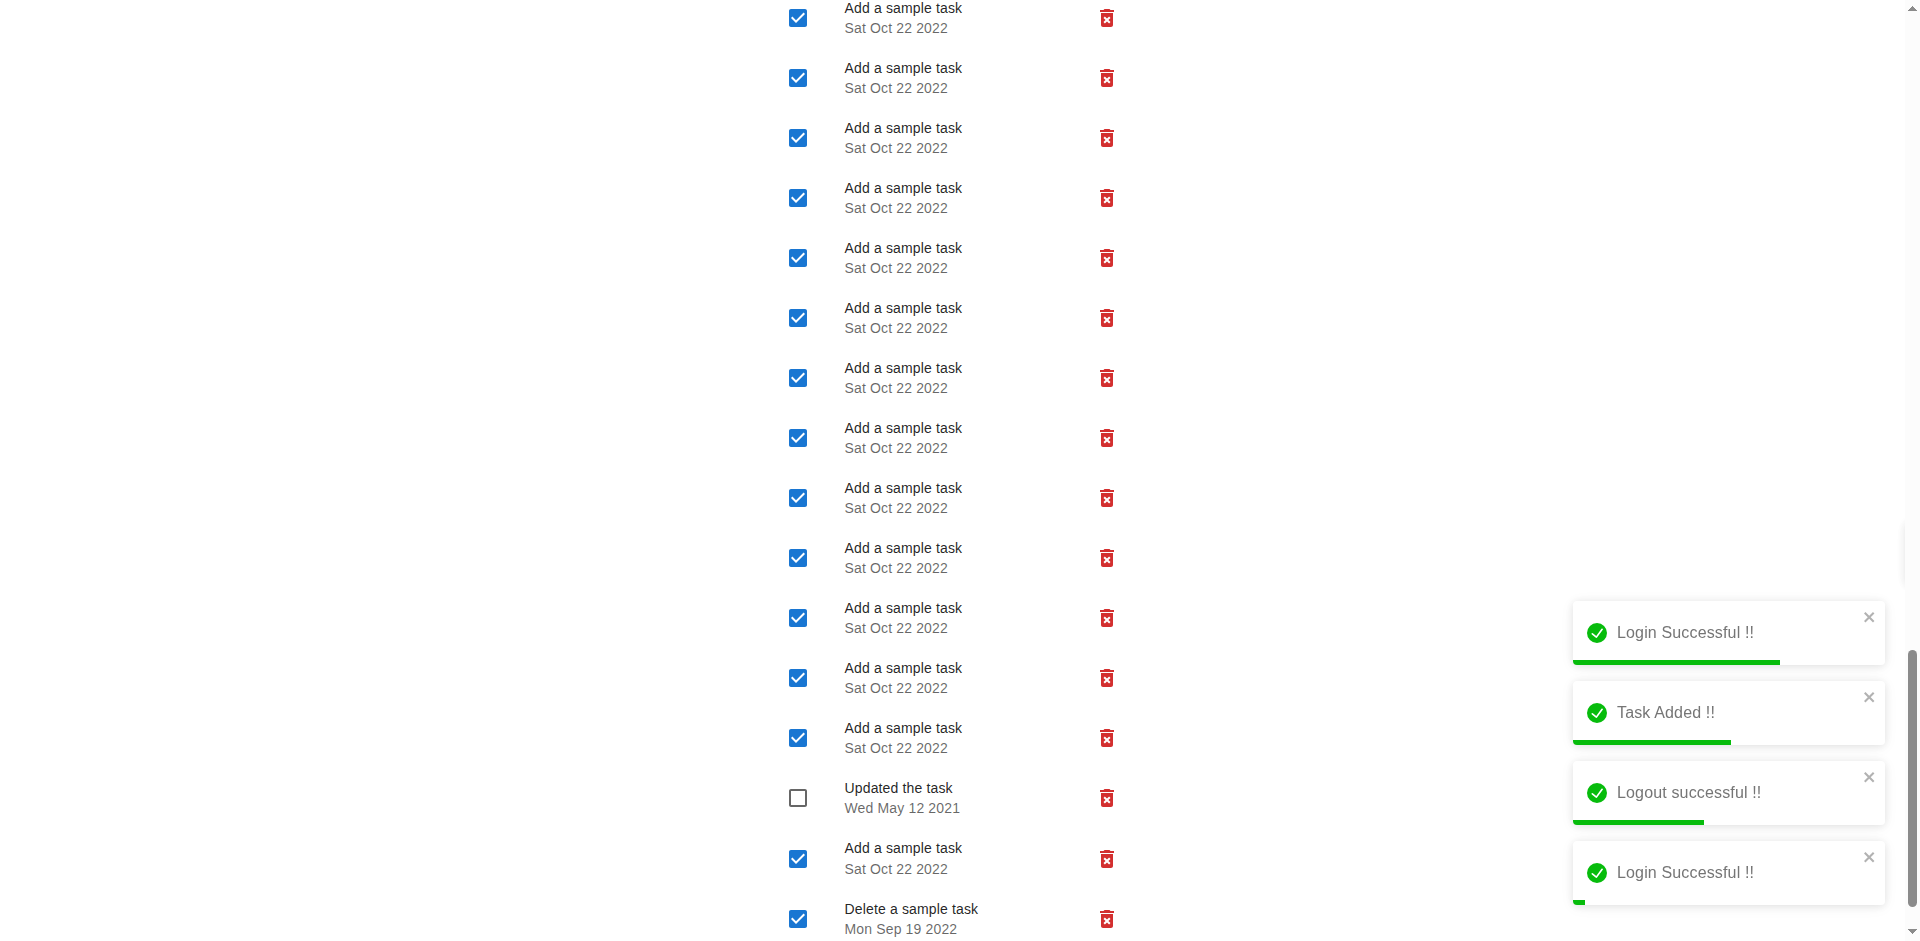 Add a sample task
Sat Oct 22 2022
Add a sample task
Sat Oct 22 2022
Add a sample task
Sat Oct 22 2022
Add a sample task
Sat Oct 22 2022
Add a sample task
Sat Oct 22 2022
Add a sample task
Sat Oct 22 2022
Add a sample task
Sat Oct 22 2022
Add a sample task
Sat Oct 22 2022
Add a sample task
Sat Oct 22 2022
Add a sample task
Sat Oct 22 2022
Add a sample task
Sat Oct 22 2022
Add a sample task
Sat Oct 22 2022
Add a sample task
Sat Oct 22 2022
Updated the task
Wed May 12 2021
Add a sample task
Sat Oct 22 2022
Delete a sample task
Mon Sep 19 2022
Login Successful !!
Task Added !!
Logout successful !!
Login Successful !!